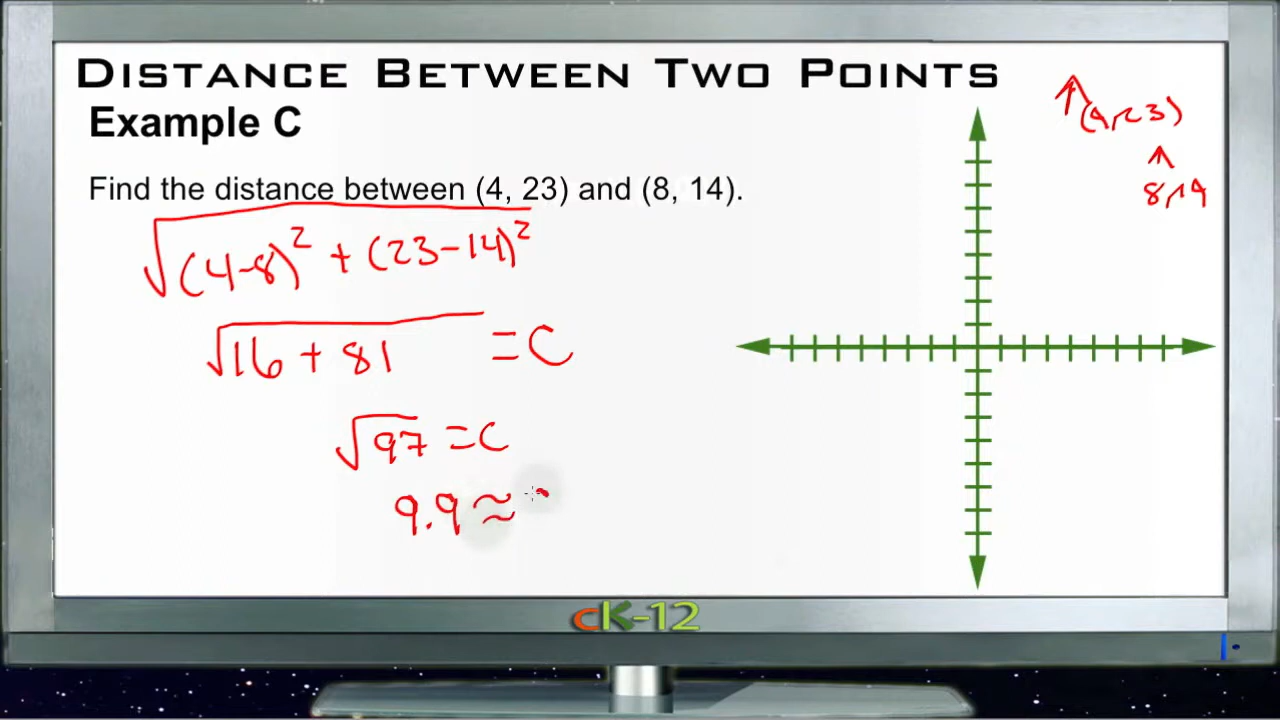 DISTANCE BETWEEN TWO POINTS
Example C
(4,23)
Find the distance between (4, 23) and (8, 14).
8,14
√(4-8)² + (23-14)²
√16 + 81 = C
√97 = C
9.9 ≈
cK-12